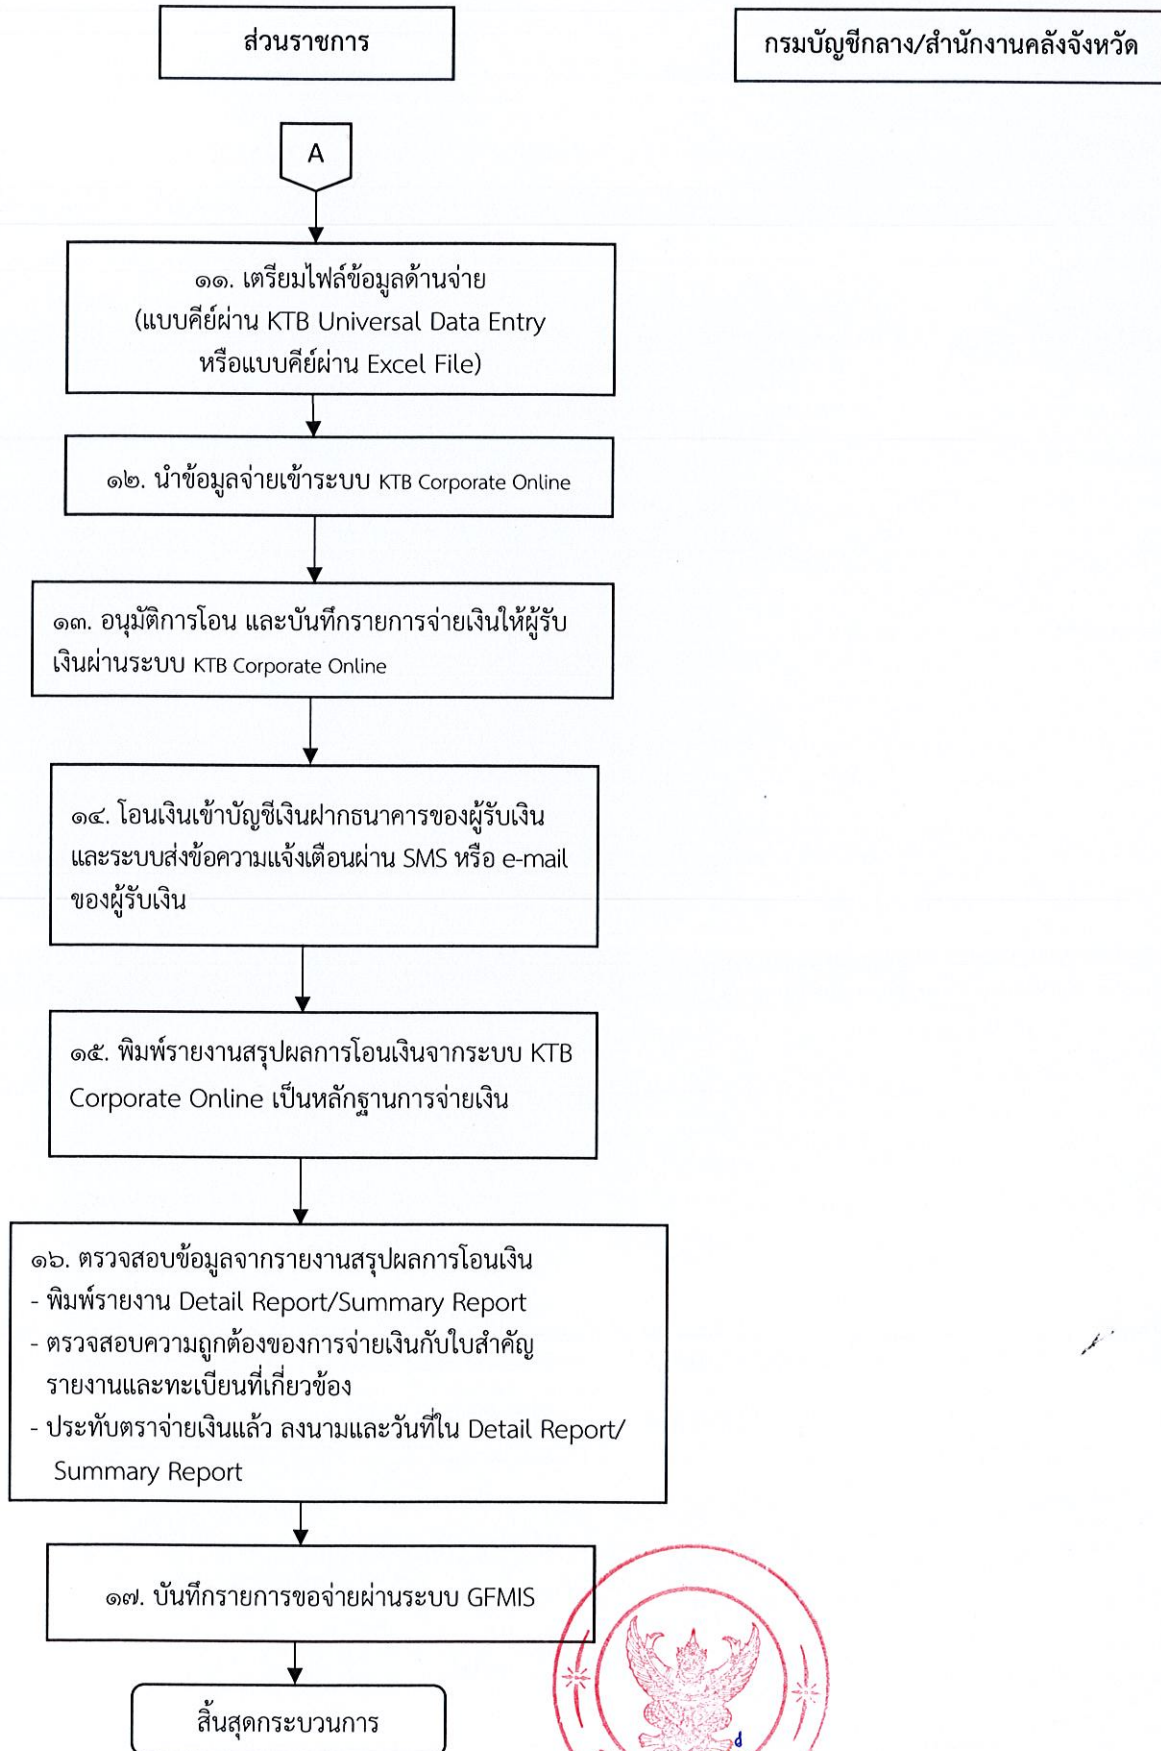 ส่วนราชการ
กรมบัญชีกลาง/สำนักงานคลังจังหวัด
A
๑๑. เตรียมไฟล์ข้อมูลด้านจ่าย
(แบบคีย์ผ่าน KTB Universal Data Entry
หรือแบบคีย์ผ่าน Excel File)
๑๒. นำข้อมูลจ่ายเข้าระบบ KTB Corporate Online
๑๓. อนุมัติการโอน และบันทึกรายการจ่ายเงินให้ผู้รับ
เงินผ่านระบบ KTB Corporate Online
๑๔. โอนเงินเข้าบัญชีเงินฝากธนาคารของผู้รับเงิน
และระบบส่งข้อความแจ้งเตือนผ่าน SMS หรือ e-mail
ของผู้รับเงิน
๑๕. พิมพ์รายงานสรุปผลการโอนเงินจากระบบ KTB
Corporate Online เป็นหลักฐานการจ่ายเงิน
๑๖. ตรวจสอบข้อมูลจากรายงานสรุปผลการโอนเงิน
- พิมพ์รายงาน Detail Report/Summary Report
- ตรวจสอบความถูกต้องของการจ่ายเงินกับใบสำคัญ
รายงานและทะเบียนที่เกี่ยวข้อง
- ประทับตราจ่ายเงินแล้ว ลงนามและวันที่ใน Detail Report/
Summary Report
๑๗. บันทึกรายการขอจ่ายผ่านระบบ GFMIS
สิ้นสุดกระบวนการ